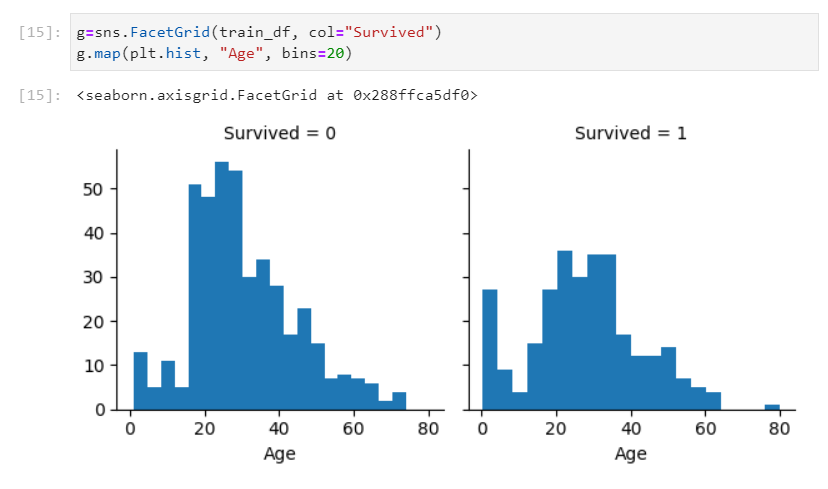 [15]: g=sns.FacetGrid(train_df, col="Survived")
g.map(plt.hist, "Age", bins=20)
[15]: <seaborn.axisgrid.FacetGrid at 0x288ffca5df0>
Survived = 0
Survived = 1
50
40
30
20
10
0
0 20 40 60 80
0 20 40 60 80
Age
Age